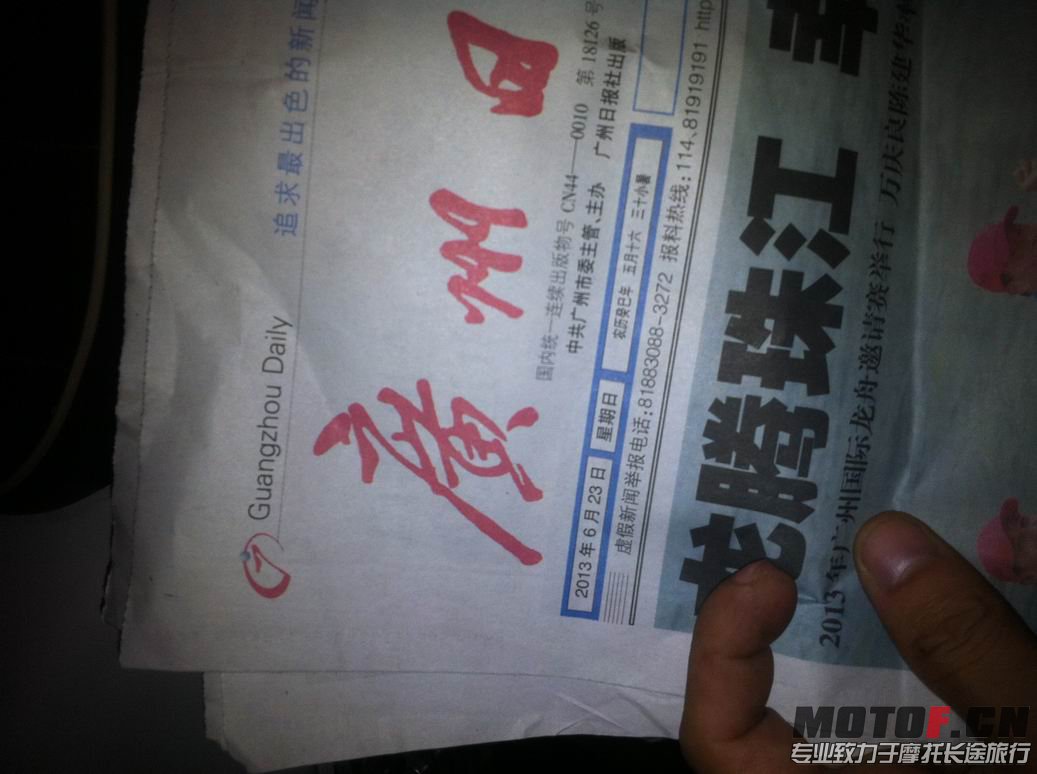 Guangzhou Daily
追求最出色的新闻
廣州日
国内统一连续出版物号 CN44——0010 第 18126 号
中共广州市委主管、主办 广州日报社出版
2013年6月23日 星期日 农历癸巳年 五月十六 三十小暑
虚假新闻举报电话:81883088-3272 报料热线:114、81919191 http
龙腾珠江
2013年广州国际龙舟邀请赛举行 万庆良陈建华
MOTOF.CN
专业致力于摩托长途旅行